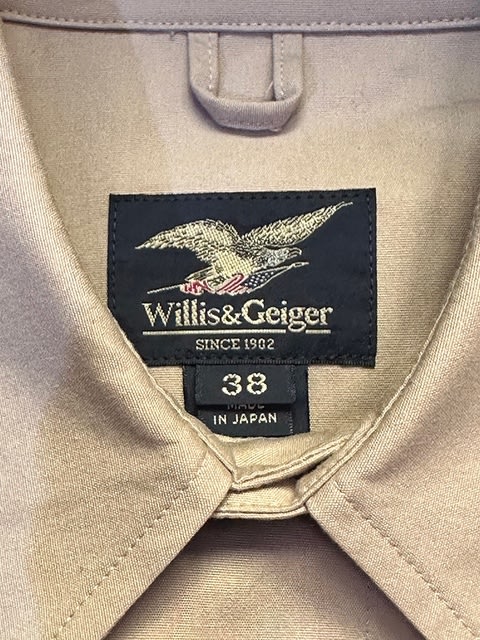 Willis&Geiger
SINCE 1902
38
MADE
IN JAPAN